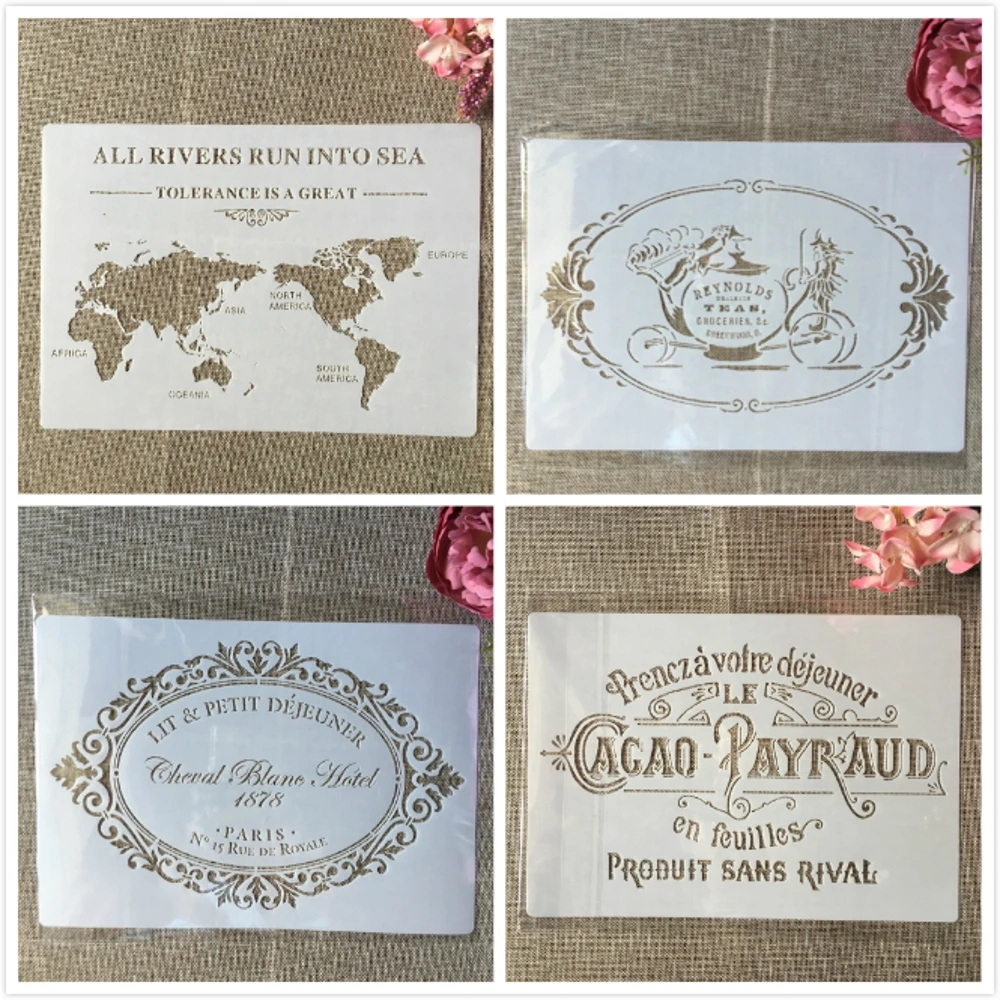 ALL RIVERS RUN INTO SEA
TOLERANCE IS A GREAT
EUROPE
NORTH
AMERICA
ASIA
AFRICA
SOUTH
AMERICA
OCEANIA
REYNOLDS
TEAS,
GROCERIES, &c.
GREENWOOD, O.
LIT & PETIT DÉJEUNER
Cheval Blanc Hôtel
1878
· PARIS ·
Nº 15 RUE DE ROYALE
Prencz à votre déjeuner
LE
CACAO-PAYRAUD
en feuilles
PRODUIT SANS RIVAL